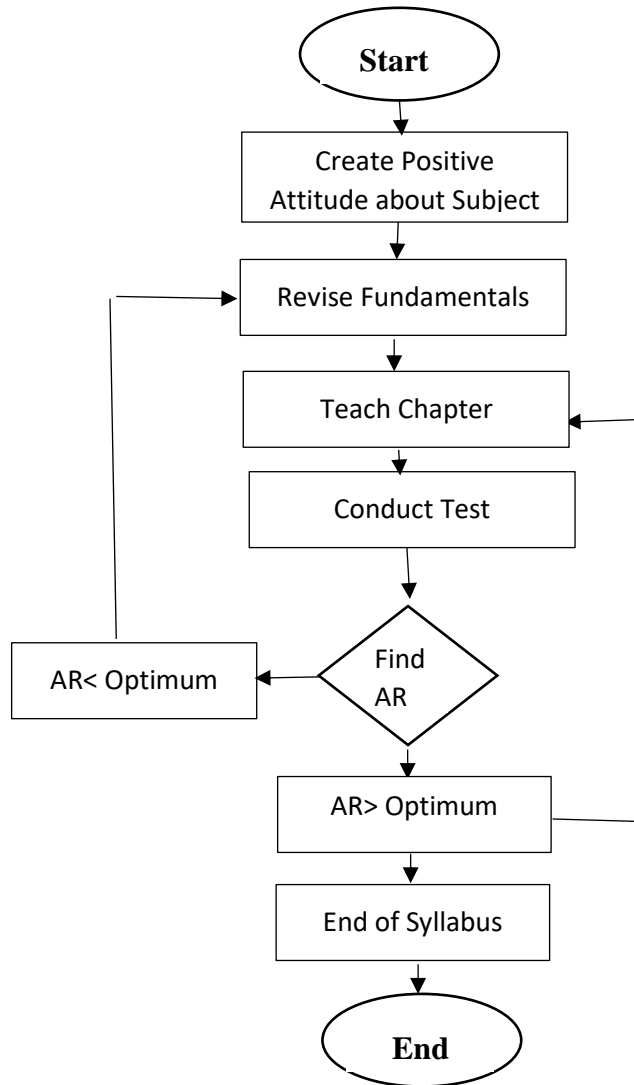 Start
Create Positive
Attitude about Subject
Revise Fundamentals
Teach Chapter
Conduct Test
Find
AR
AR< Optimum
AR> Optimum
End of Syllabus
End